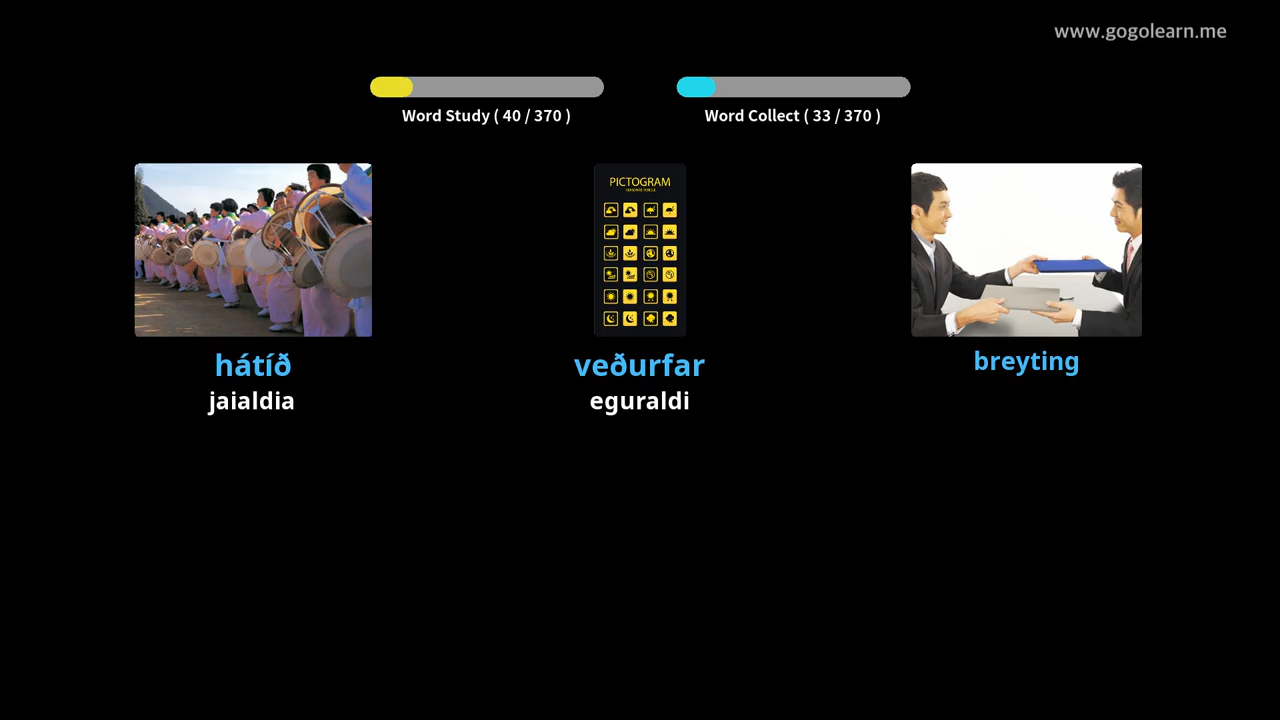 www.gogolearn.me
Word Study ( 40 / 370 )
Word Collect ( 33 / 370 )
PICTOGRAM
hátíð
jaialdia
veðurfar
eguraldi
breyting